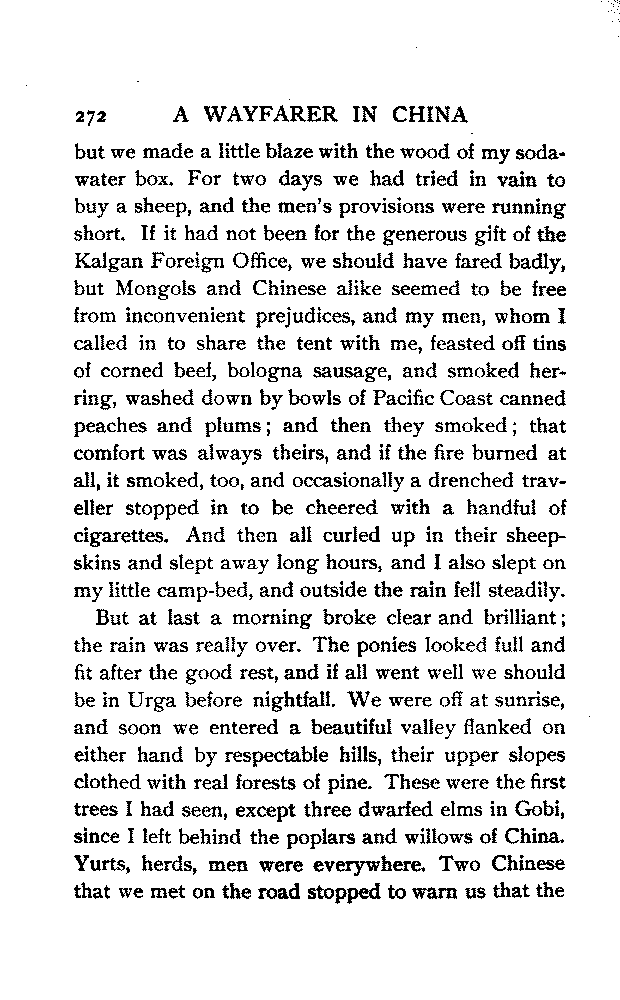 272 A WAYFARER IN CHINA
but we made a little blaze with the wood of my soda-
water box. For two days we had tried in vain to
buy a sheep, and the men's provisions were running
short. If it had not been for the generous gift of the
Kalgan Foreign Office, we should have fared badly,
but Mongols and Chinese alike seemed to be free
from inconvenient prejudices, and my men, whom I
called in to share the tent with me, feasted off tins
of corned beef, bologna sausage, and smoked her-
ring, washed down by bowls of Pacific Coast canned
peaches and plums; and then they smoked; that
comfort was always theirs, and if the fire burned at
all, it smoked, too, and occasionally a drenched trav-
eller stopped in to be cheered with a handful of
cigarettes. And then all curled up in their sheep-
skins and slept away long hours, and I also slept on
my little camp-bed, and outside the rain fell steadily.
But at last a morning broke clear and brilliant;
the rain was really over. The ponies looked full and
fit after the good rest, and if all went well we should
be in Urga before nightfall. We were off at sunrise,
and soon we entered a beautiful valley flanked on
either hand by respectable hills, their upper slopes
clothed with real forests of pine. These were the first
trees I had seen, except three dwarfed elms in Gobi,
since I left behind the poplars and willows of China.
Yurts, herds, men were everywhere. Two Chinese
that we met on the road stopped to warn us that the